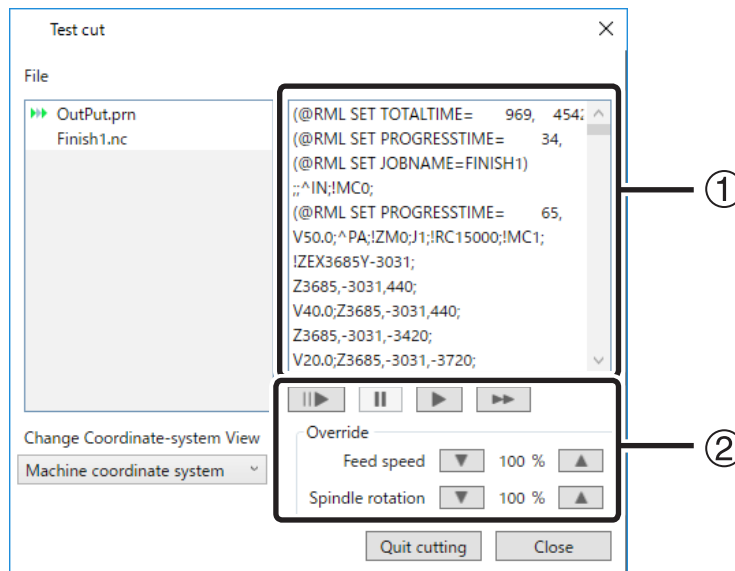 Test cut
File
OutPut.prn
Finish1.nc
(@RML SET TOTALTIME= 969, 454
(@RML SET PROGRESSTIME= 34,
(@RML SET JOBNAME=FINISH1)
;;^IN;!MC0;
(@RML SET PROGRESSTIME= 65,
V50.0;^PA;!ZM0;J1;!RC15000;!MC1;
!ZEX3685Y-3031;
Z3685,-3031,440;
V40.0;Z3685,-3031,440;
Z3685,-3031,-3420;
V20.0;Z3685,-3031,-3720;
①
Change Coordinate-system View
Machine coordinate system
Override
Feed speed 100 %
Spindle rotation 100 %
②
Quit cutting Close